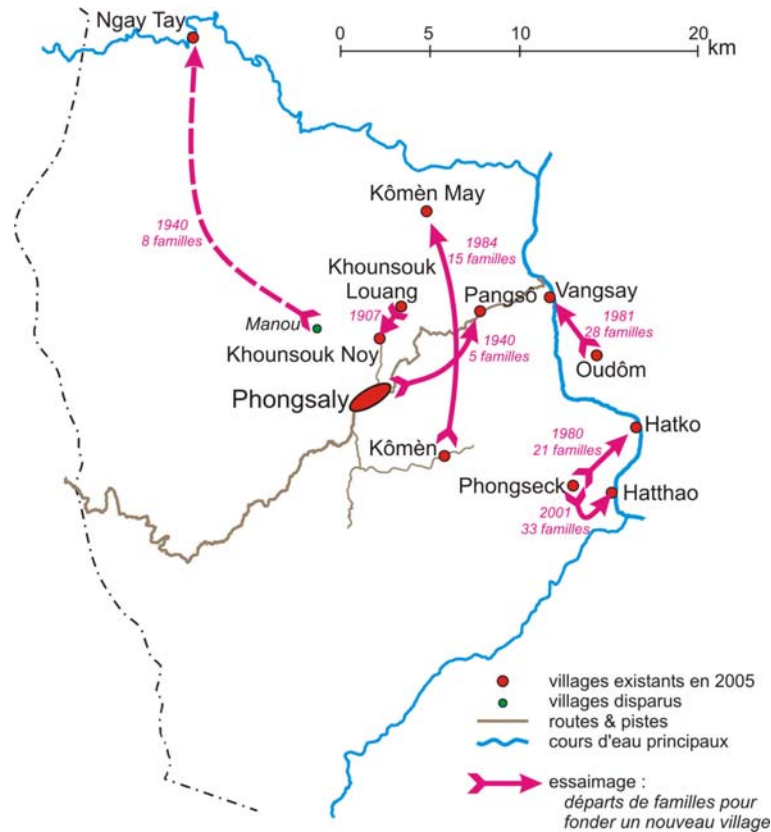 Ngay Tay
0
5
10
20
km
Kômèn May
1940
8 familles
1984
15 familles
Khounsouk
Louang
Pangsô
Vangsay
1907
Manou
1981
28 familles
Khounsouk Noy
1940
5 familles
Oudôm
Phongsaly
Hatko
Kômèn
1980
21 familles
Phongseck
Hatthao
2001
33 familles
villages existants en 2005
villages disparus
routes & pistes
cours d'eau principaux
essaimage :
départs de familles pour
fonder un nouveau village